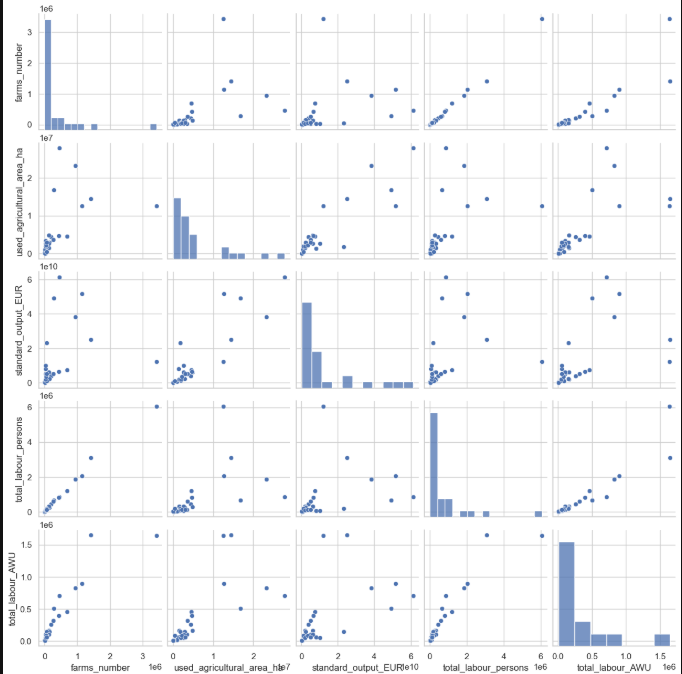 1e6
farms_number
3
2
1
0
1e7
used_agricultural_area_ha
2
1
0
1e10
standard_output_EUR
6
4
2
0
1e6
total_labour_persons
6
4
2
0
1e6
total_labour_AWU
1.5
1.0
0.5
0.0
0 1 2 3 0 1 2 0 2 4 6 0 2 4 6 0.0 0.5 1.0 1.5
farms_number 1e6 used_agricultural_area_ha 1e7 standard_output_EUR 1e10 total_labour_persons 1e6 total_labour_AWU 1e6